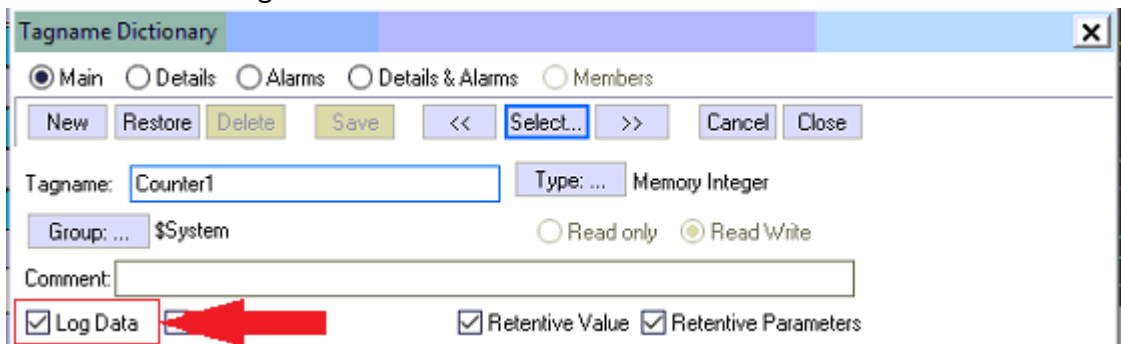 Tagname Dictionary
Main Details Alarms Details & Alarms Members
New Restore Delete Save << Select... >> Cancel Close
Tagname: Counter1 Type: ... Memory Integer
Group: ... $System Read only Read Write
Comment:
Log Data Retentive Value Retentive Parameters